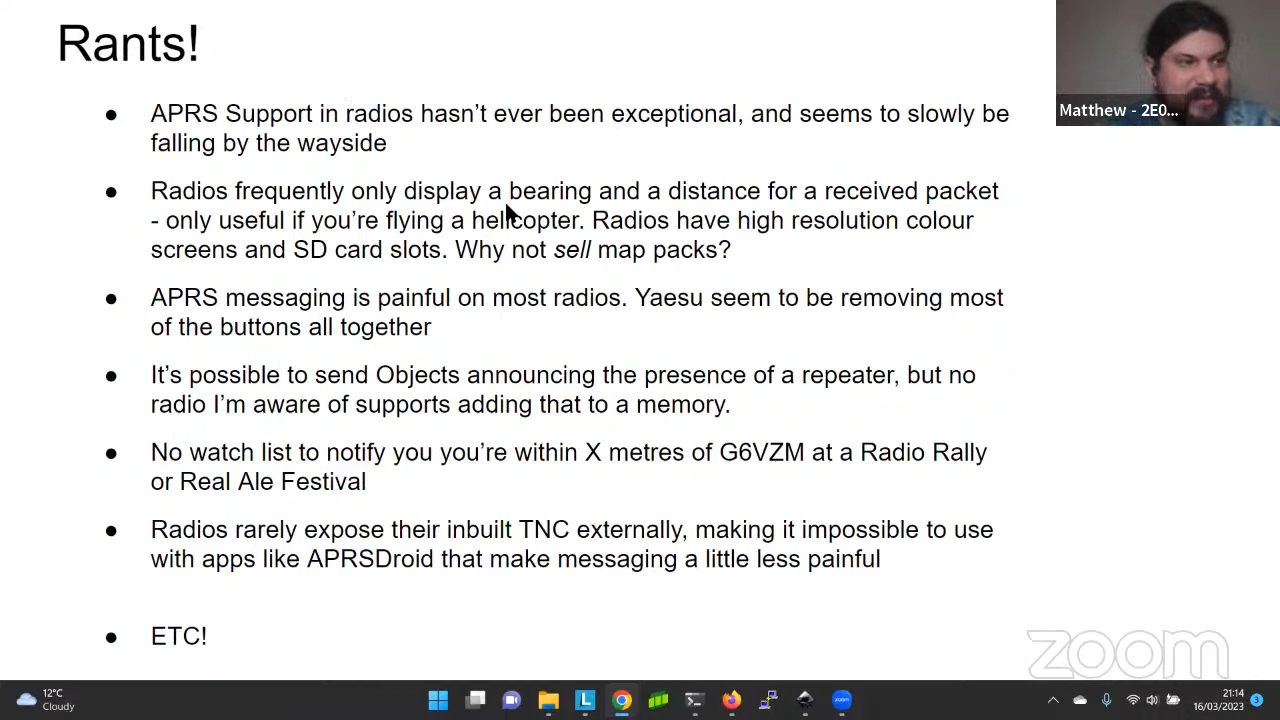 Rants!
● APRS Support in radios hasn't ever been exceptional, and seems to slowly be
falling by the wayside
● Radios frequently only display a bearing and a distance for a received packet
- only useful if you're flying a helicopter. Radios have high resolution colour
screens and SD card slots. Why not sell map packs?
● APRS messaging is painful on most radios. Yaesu seem to be removing most
of the buttons all together
● It's possible to send Objects announcing the presence of a repeater, but no
radio I'm aware of supports adding that to a memory.
● No watch list to notify you you're within X metres of G6VZM at a Radio Rally
or Real Ale Festival
● Radios rarely expose their inbuilt TNC externally, making it impossible to use
with apps like APRSDroid that make messaging a little less painful
● ETC!
Matthew - 2E0...
zoom
12°C
Cloudy
L
zoom
21:14
16/03/2023
3